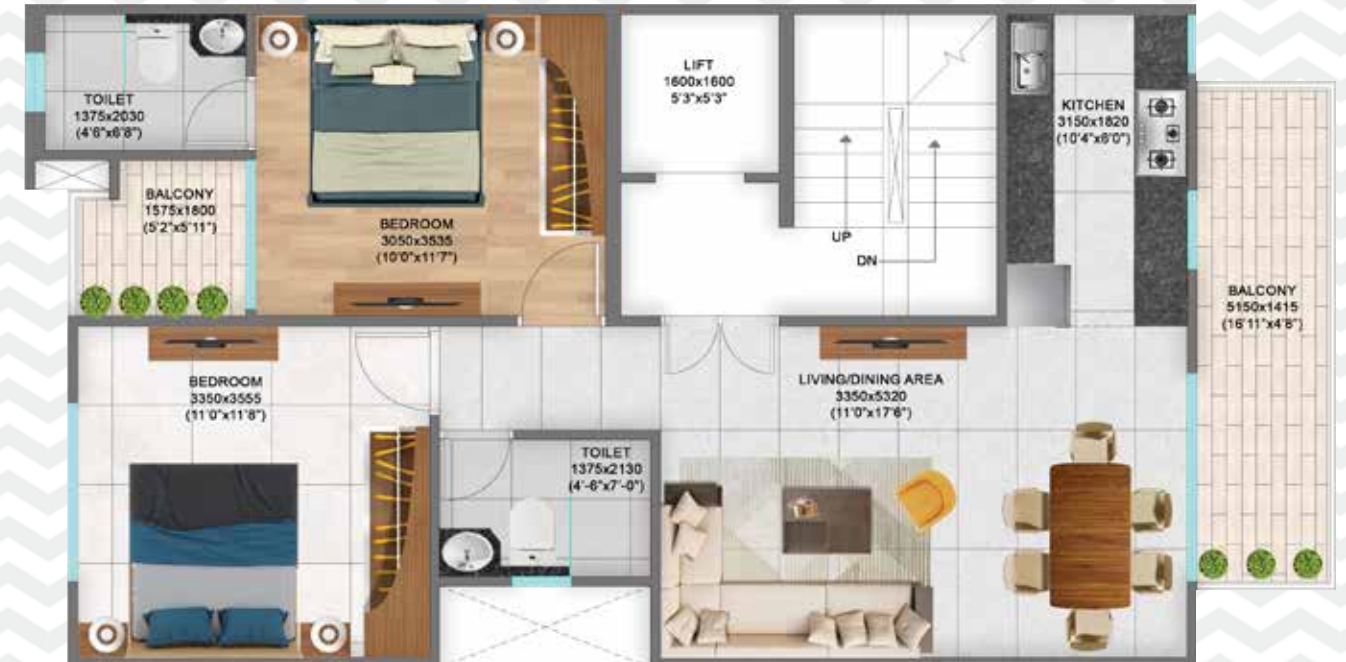 TOILET
1375x2030
(4'6"x6'8")
BALCONY
1575x1800
(5'2"x5'11")
BEDROOM
3050x3535
(10'0"x11'7")
LIFT
1600x1600
5'3"x5'3"
UP
DN
KITCHEN
3150x1820
(10'4"x6'0")
BALCONY
5150x1415
(16'11"x4'8")
BEDROOM
3350x3555
(11'0"x11'8")
TOILET
1375x2130
(4'-6"x7'-0")
LIVING/DINING AREA
3350x5320
(11'0"x17'6")